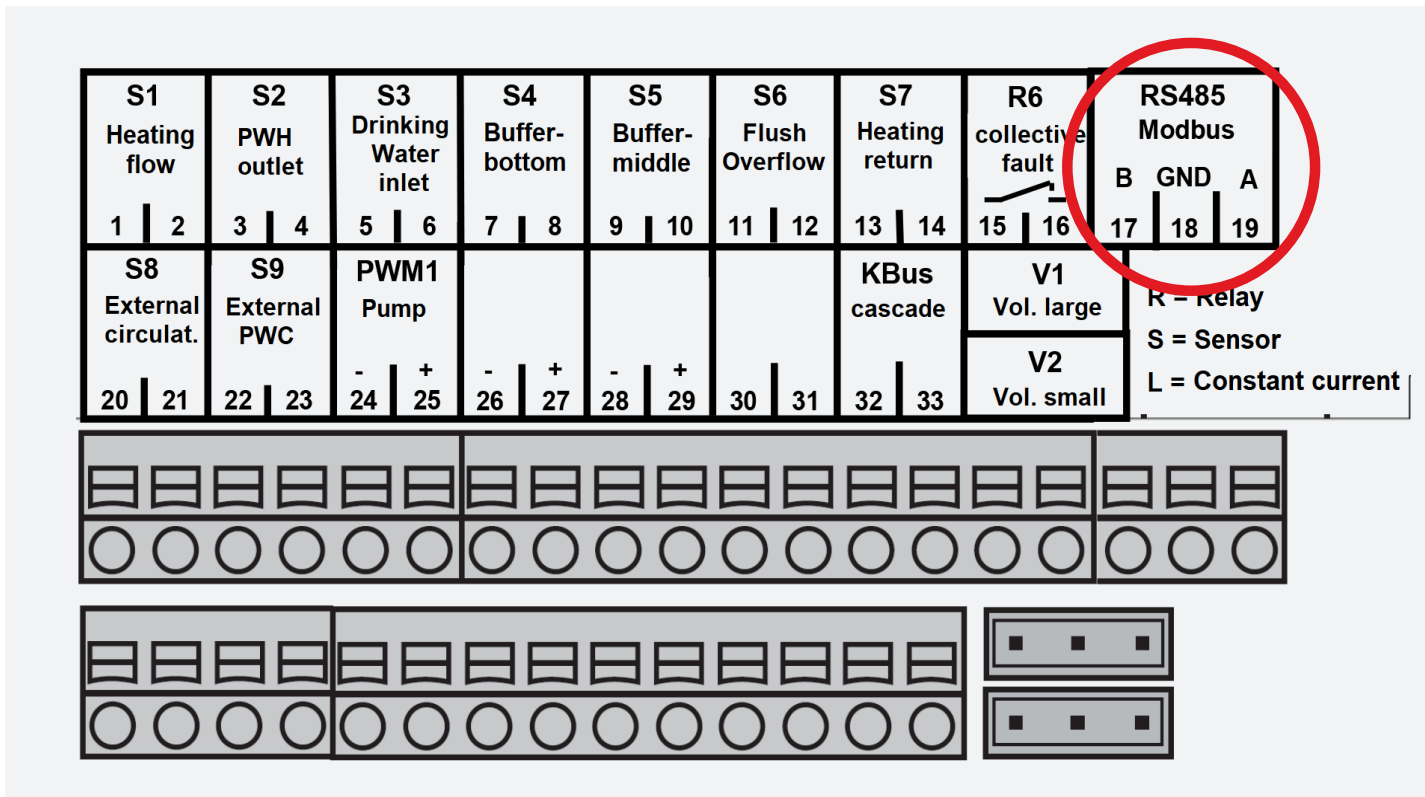 S1
Heating
flow
1 2
S2
PWH
outlet
3 4
S3
Drinking
Water
inlet
5 6
S4
Buffer-
bottom
7 8
S5
Buffer-
middle
9 10
S6
Flush
Overflow
11 12
S7
Heating
return
13 14
R6
collective
fault
15 16
RS485
Modbus
B GND A
17 18 19
S8
External
circulat.
20 21
S9
External
PWC
22 23
PWM1
Pump
- +
24 25
- +
26 27
- +
28 29
30 31
KBus
cascade
32 33
V1
Vol. large
V2
Vol. small
R = Relay
S = Sensor
L = Constant current